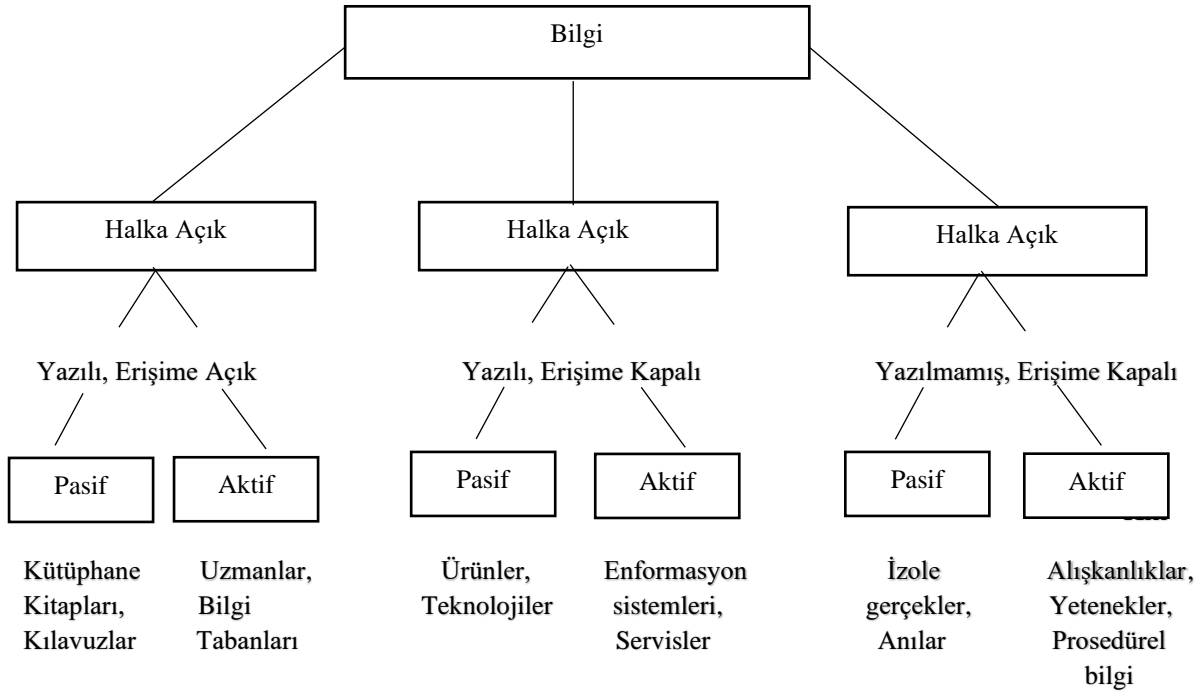 Bilgi
Halka Açık
Halka Açık
Halka Açık
Yazılı, Erişime Açık
Yazılı, Erişime Kapalı
Yazılmamış, Erişime Kapalı
Pasif
Aktif
Pasif
Aktif
Pasif
Aktif
Kütüphane
Kitapları,
Kılavuzlar
Uzmanlar,
Bilgi
Tabanları
Ürünler,
Teknolojiler
Enformasyon
sistemleri,
Servisler
İzole
gerçekler,
Anılar
Alışkanlıklar,
Yetenekler,
Prosedürel
bilgi